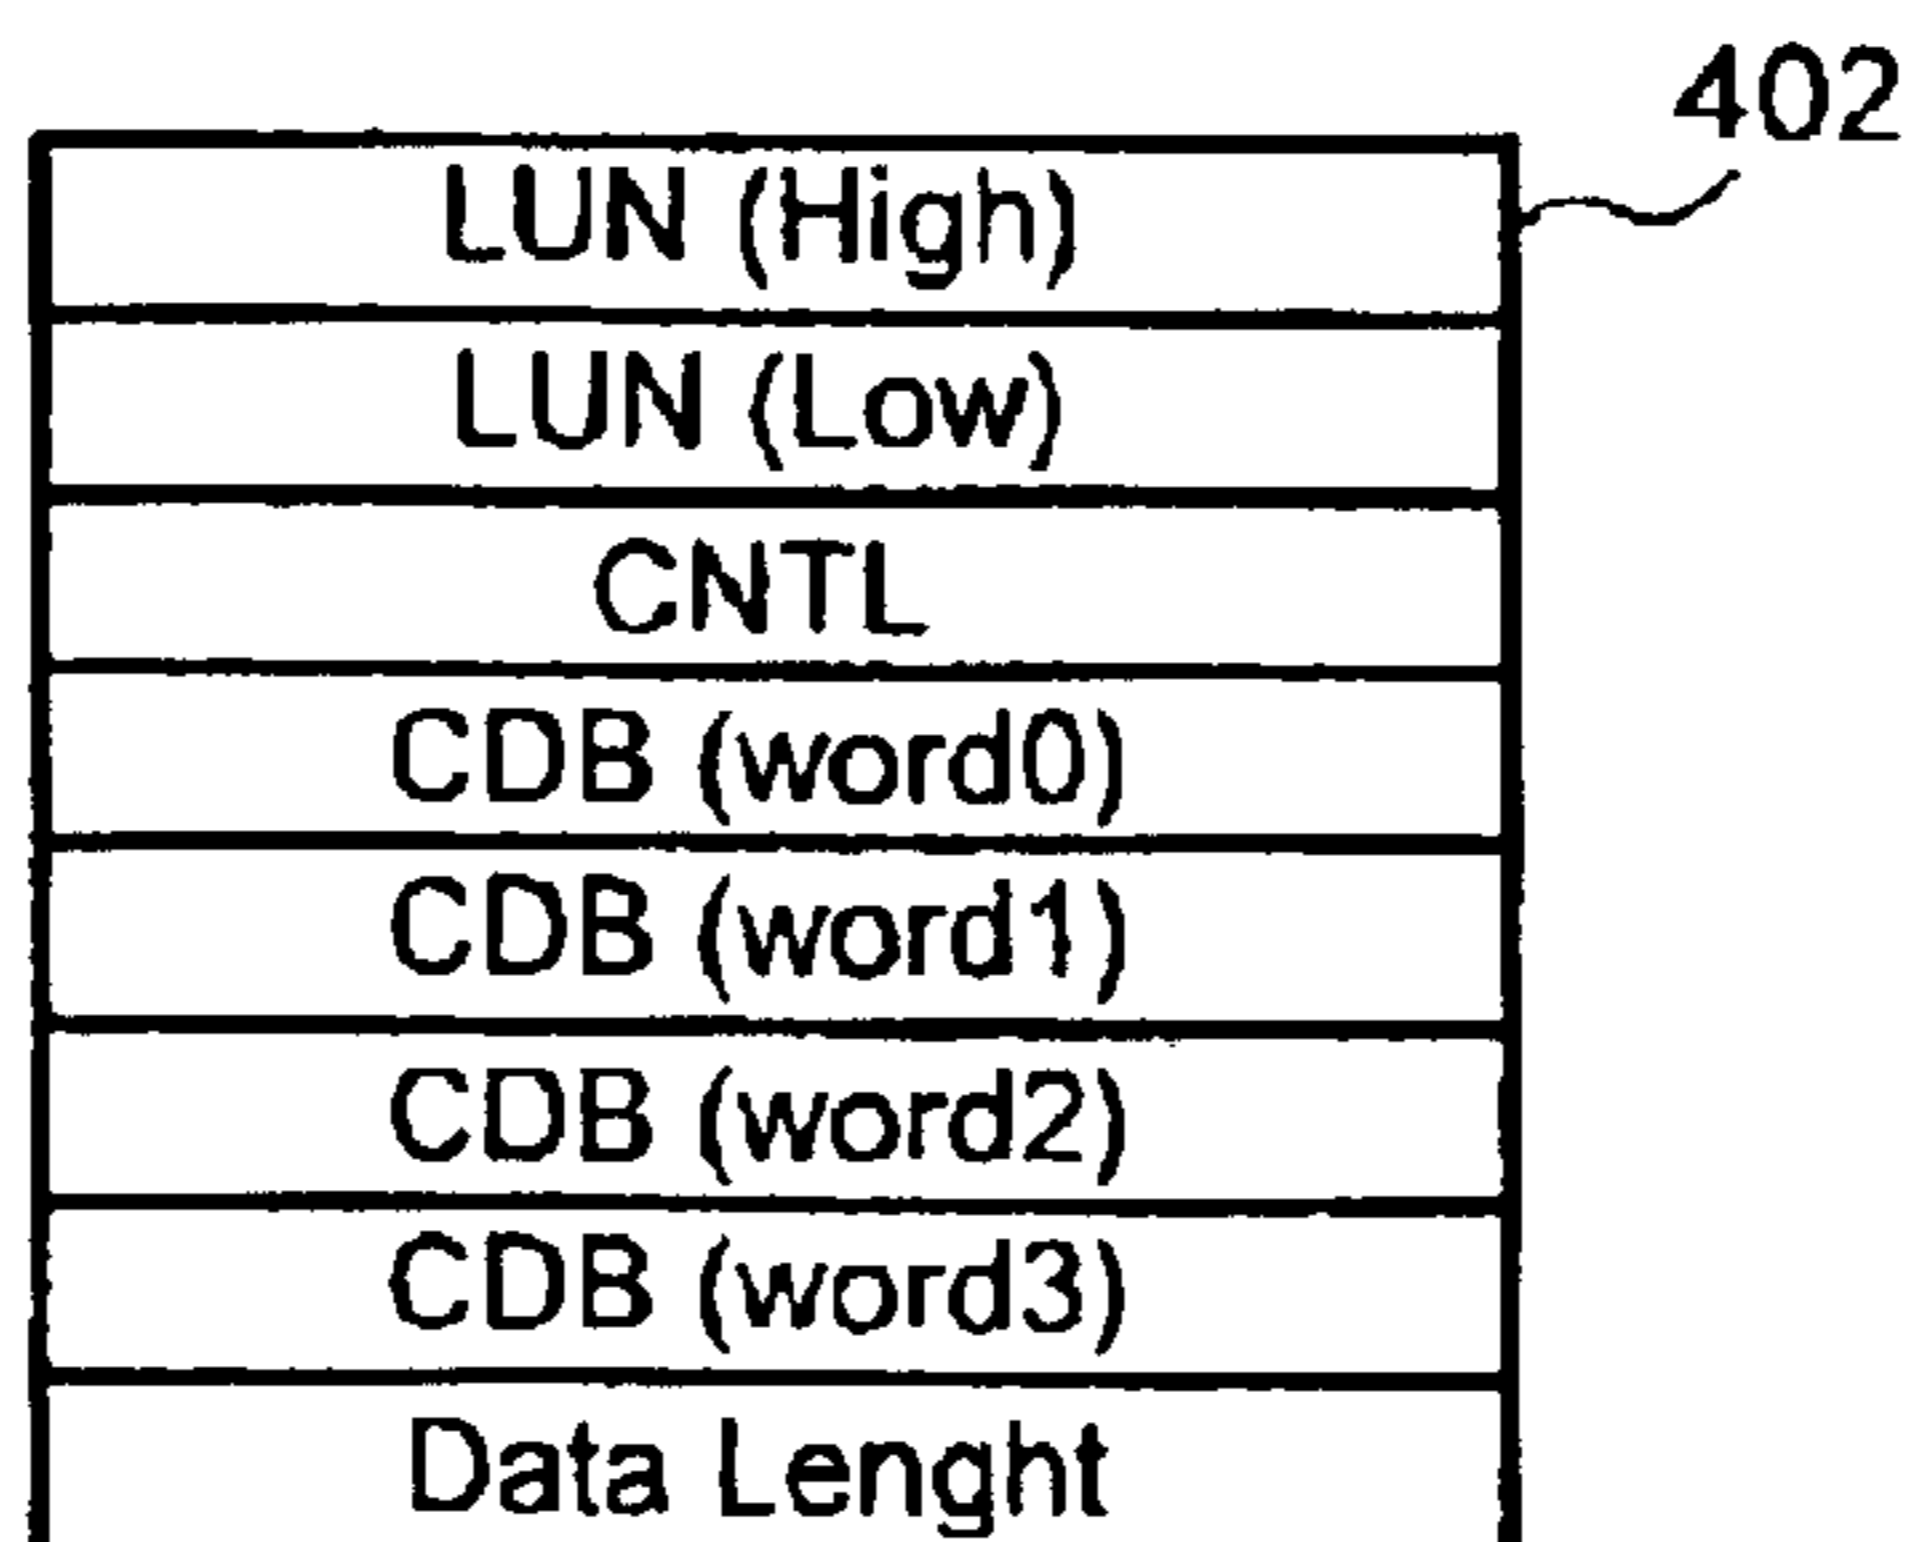 402
LUN (High)
LUN (Low)
CNTL
CDB (word0)
CDB (word1)
CDB (word2)
CDB (word3)
Data Lenght